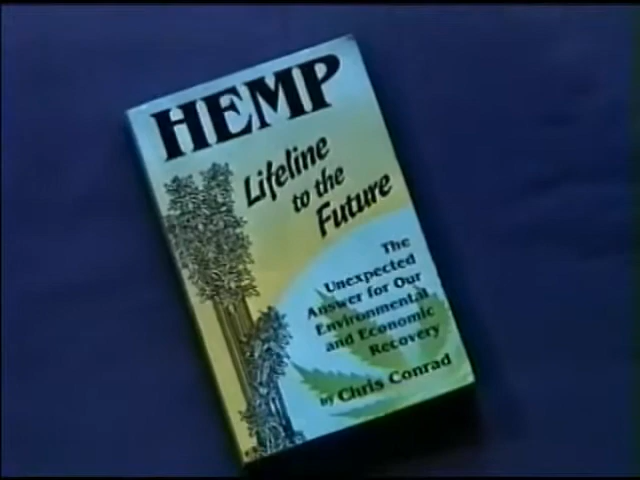 HEMP
Lifeline
to the
Future
The
Unexpected
Answer for Our
Environmental
and Economic
Recovery
by Chris Conrad